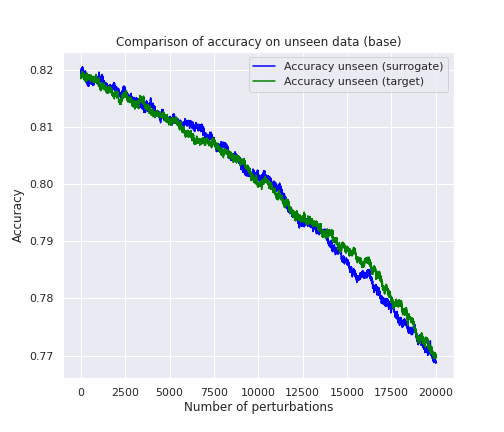 Comparison of accuracy on unseen data (base)
Accuracy unseen (surrogate)
Accuracy unseen (target)
0.82
0.81
0.80
0.79
0.78
0.77
Accuracy
0 2500 5000 7500 10000 12500 15000 17500 20000
Number of perturbations